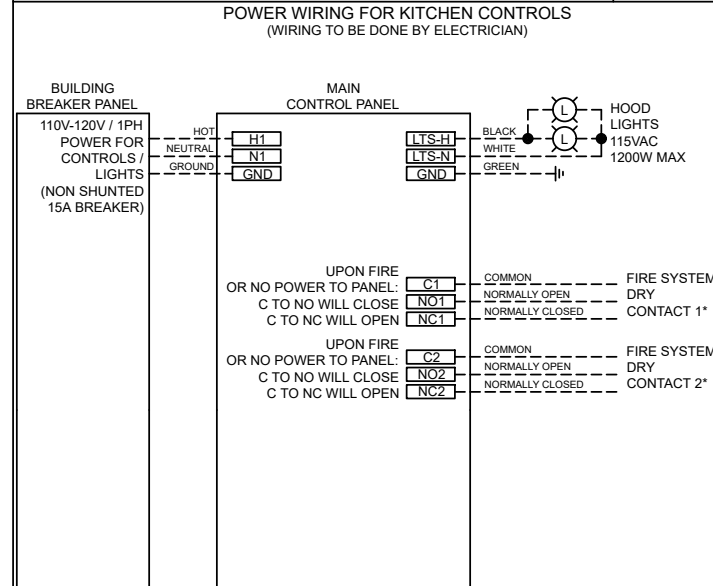 POWER WIRING FOR KITCHEN CONTROLS
(WIRING TO BE DONE BY ELECTRICIAN)
BUILDING
BREAKER PANEL
110V-120V / 1PH
POWER FOR
CONTROLS /
LIGHTS
(NON SHUNTED
15A BREAKER)
HOT
NEUTRAL
GROUND
MAIN
CONTROL PANEL
H1
N1
GND
LTS-H
LTS-N
GND
BLACK
WHITE
GREEN
L
L
HOOD
LIGHTS
115VAC
1200W MAX
UPON FIRE
OR NO POWER TO PANEL:
C TO NO WILL CLOSE
C TO NC WILL OPEN
C1
NO1
NC1
COMMON
NORMALLY OPEN
NORMALLY CLOSED
FIRE SYSTEM
DRY
CONTACT 1*
UPON FIRE
OR NO POWER TO PANEL:
C TO NO WILL CLOSE
C TO NC WILL OPEN
C2
NO2
NC2
COMMON
NORMALLY OPEN
NORMALLY CLOSED
FIRE SYSTEM
DRY
CONTACT 2*